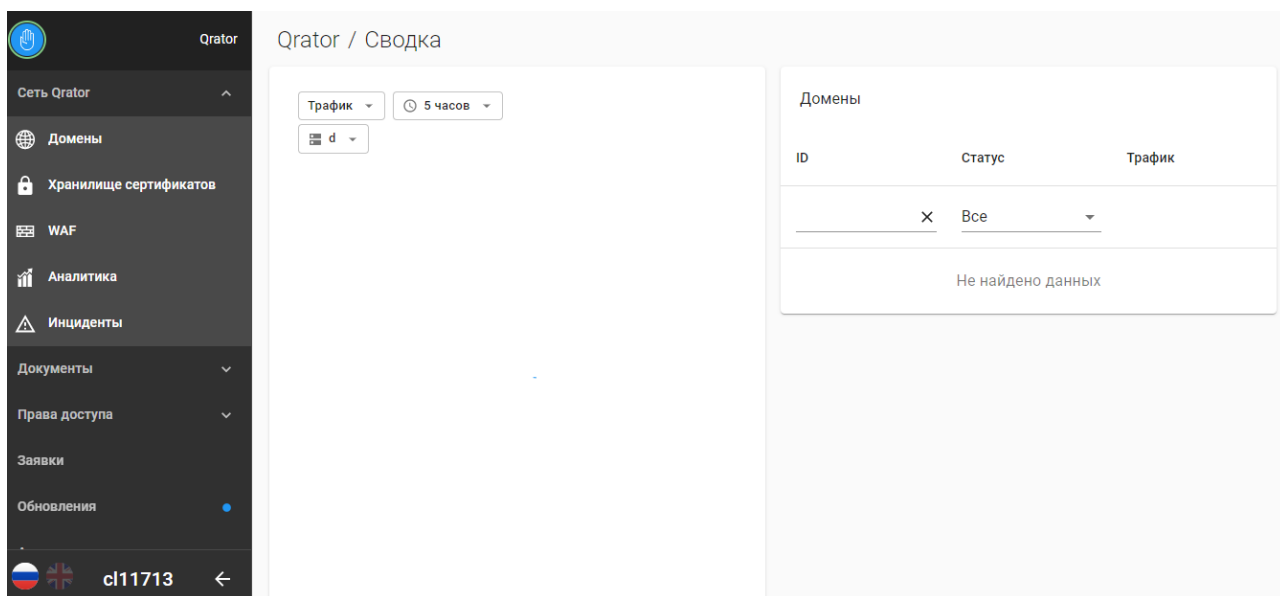 Qrator
Сеть Qrator
Домены
Хранилище сертификатов
WAF
Аналитика
Инциденты
Документы
Права доступа
Заявки
Обновления
cl11713
Qrator / Сводка
Трафик
5 часов
d
-
Домены
ID Статус Трафик
Все
Не найдено данных